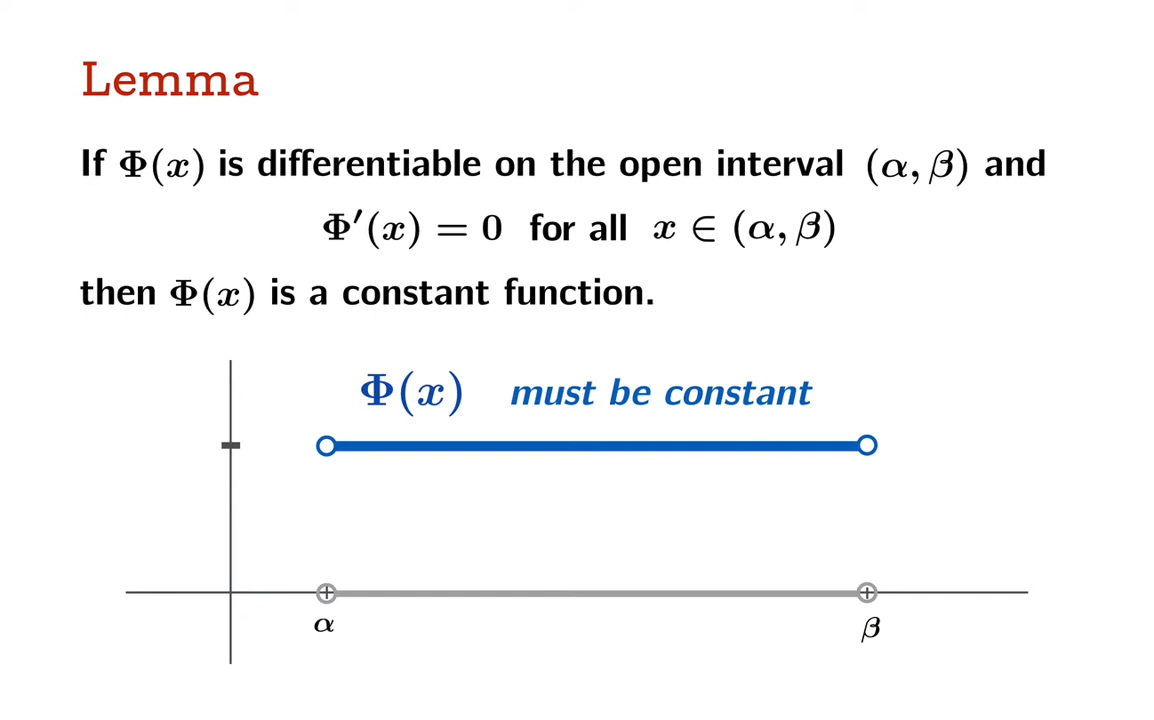 Lemma
If Φ(x) is differentiable on the open interval (α, β) and
Φ′(x) = 0 for all x ∈ (α, β)
then Φ(x) is a constant function.
Φ(x) must be constant
α β